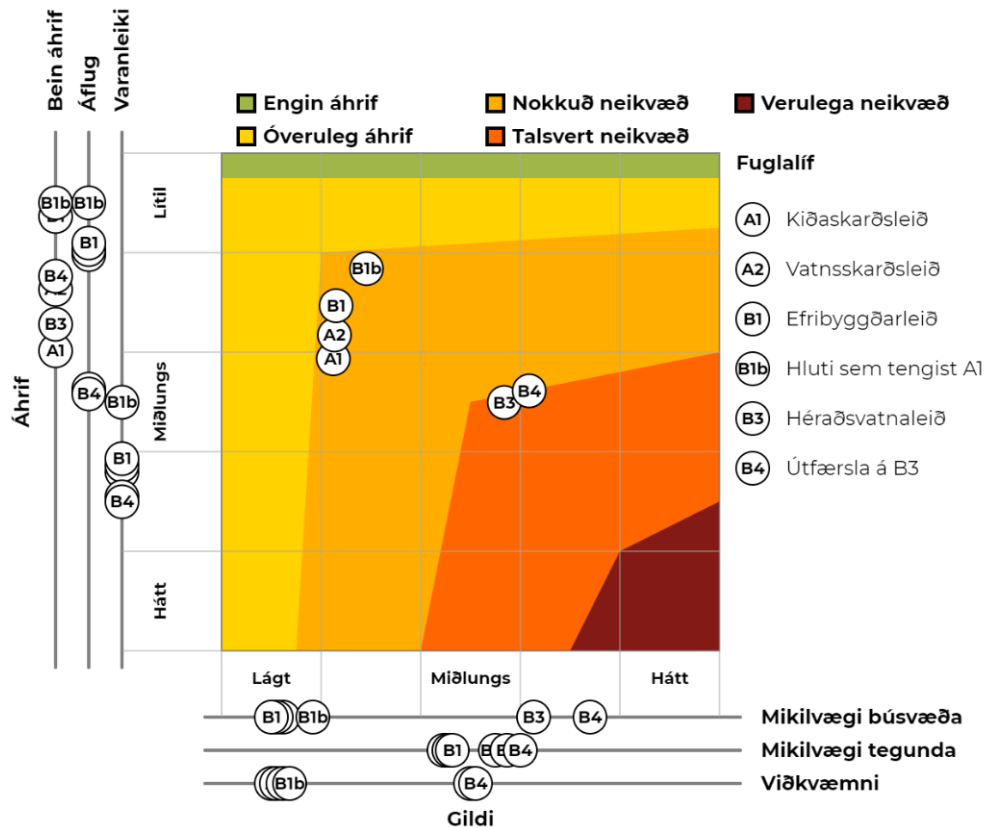 Bein áhrif
Áflug
Varanleiki
Engin áhrif
Óveruleg áhrif
Nokkuð neikvæð
Talsvert neikvæð
Verulega neikvæð
Fuglalíf
A1 Kiðaskarðsleið
A2 Vatnsskarðsleið
B1 Efribyggðarleið
B1b Hluti sem tengist A1
B3 Héraðsvatnaleið
B4 Útfærsla á B3
Áhrif
Lítil
Miðlungs
Hátt
B1b
B4
B3
A1
B1b
B1
B4
B1b
B1
B4
B1b
B1
A2
A1
B3
B4
Lágt
Miðlungs
Hátt
B1 B1b B3 B4 Mikilvægi búsvæða
B1 B4 Mikilvægi tegunda
B1b B4 Viðkvæmni
Gildi